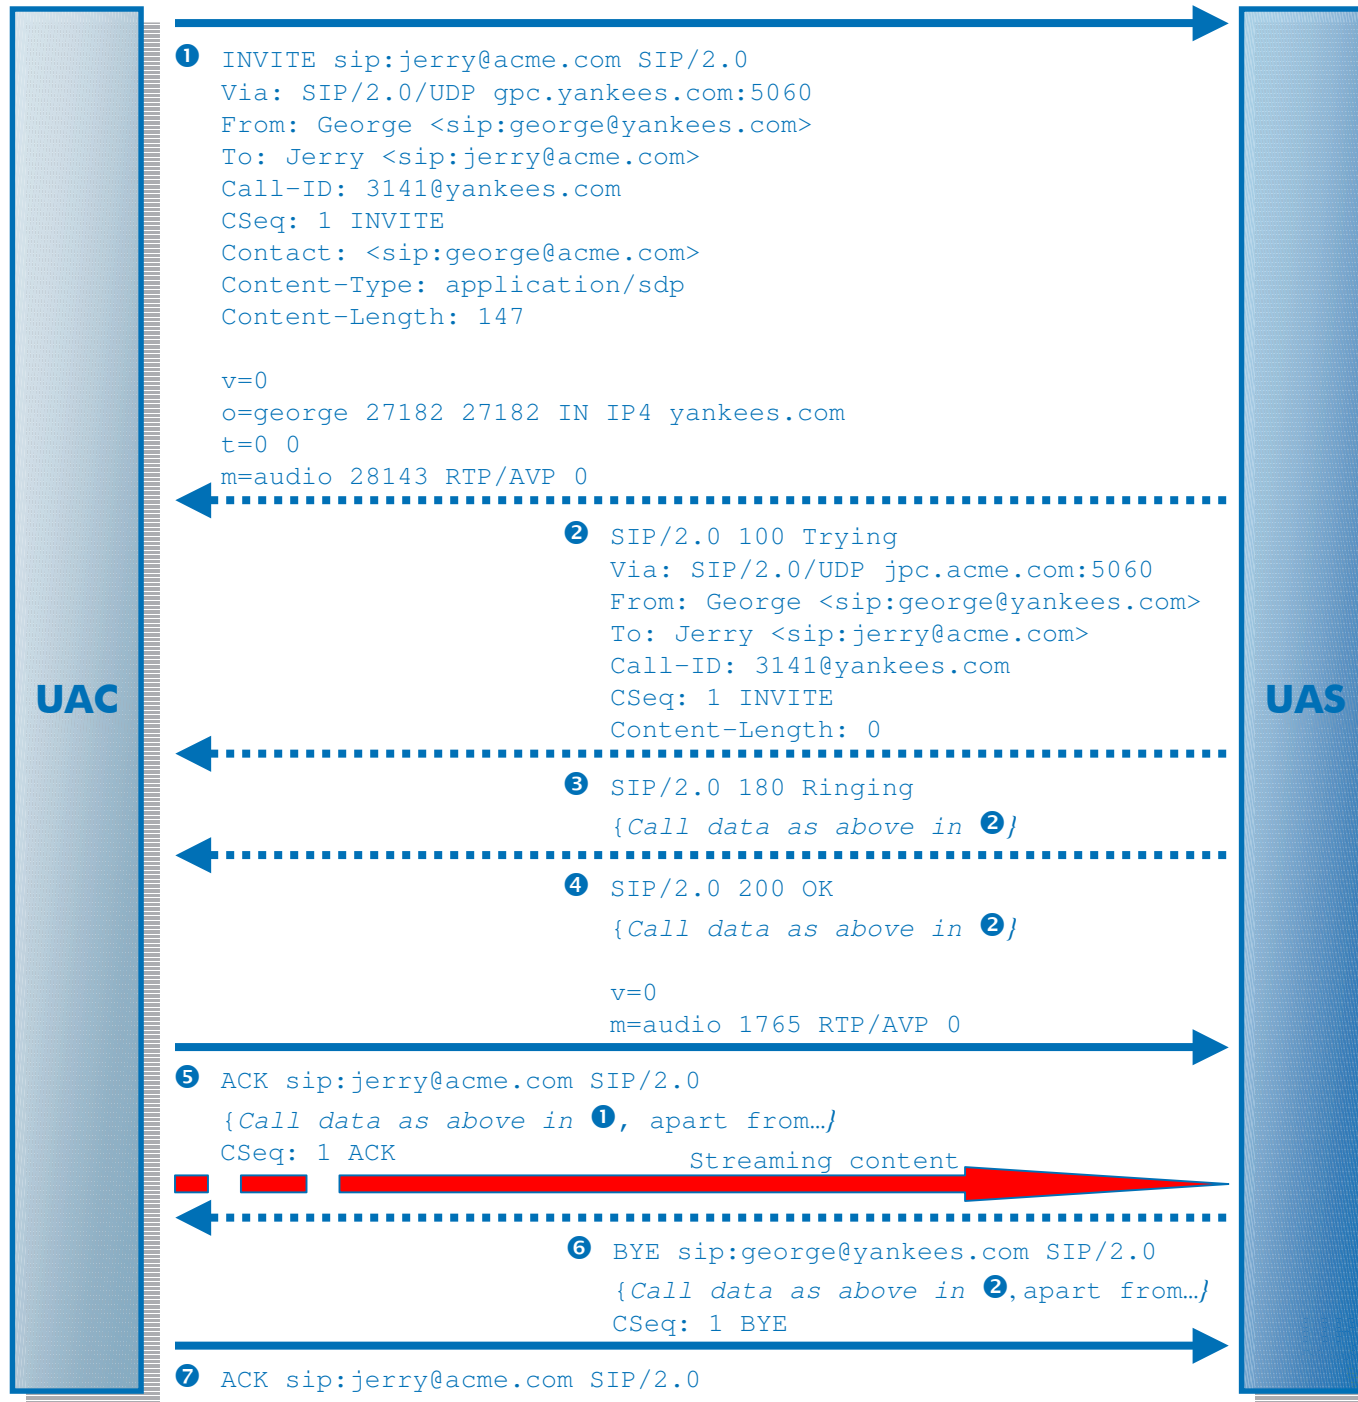 ❶ INVITE sip:jerry@acme.com SIP/2.0
Via: SIP/2.0/UDP gpc.yankees.com:5060
From: George <sip:george@yankees.com>
To: Jerry <sip:jerry@acme.com>
Call-ID: 3141@yankees.com
CSeq: 1 INVITE
Contact: <sip:george@acme.com>
Content-Type: application/sdp
Content-Length: 147
v=0
o=george 27182 27182 IN IP4 yankees.com
t=0 0
m=audio 28143 RTP/AVP 0
❷ SIP/2.0 100 Trying
Via: SIP/2.0/UDP jpc.acme.com:5060
From: George <sip:george@yankees.com>
To: Jerry <sip:jerry@acme.com>
Call-ID: 3141@yankees.com
UAC
UAS
CSeq: 1 INVITE
Content-Length: 0
❸ SIP/2.0 180 Ringing
{Call data as above in ❷}
❹ SIP/2.0 200 OK
{Call data as above in ❷}
v=0
m=audio 1765 RTP/AVP 0
❺ ACK sip:jerry@acme.com SIP/2.0
{Call data as above in ❶, apart from…}
CSeq: 1 ACK
Streaming content
❻ BYE sip:george@yankees.com SIP/2.0
{Call data as above in ❷, apart from…}
CSeq: 1 BYE
❼ ACK sip:jerry@acme.com SIP/2.0